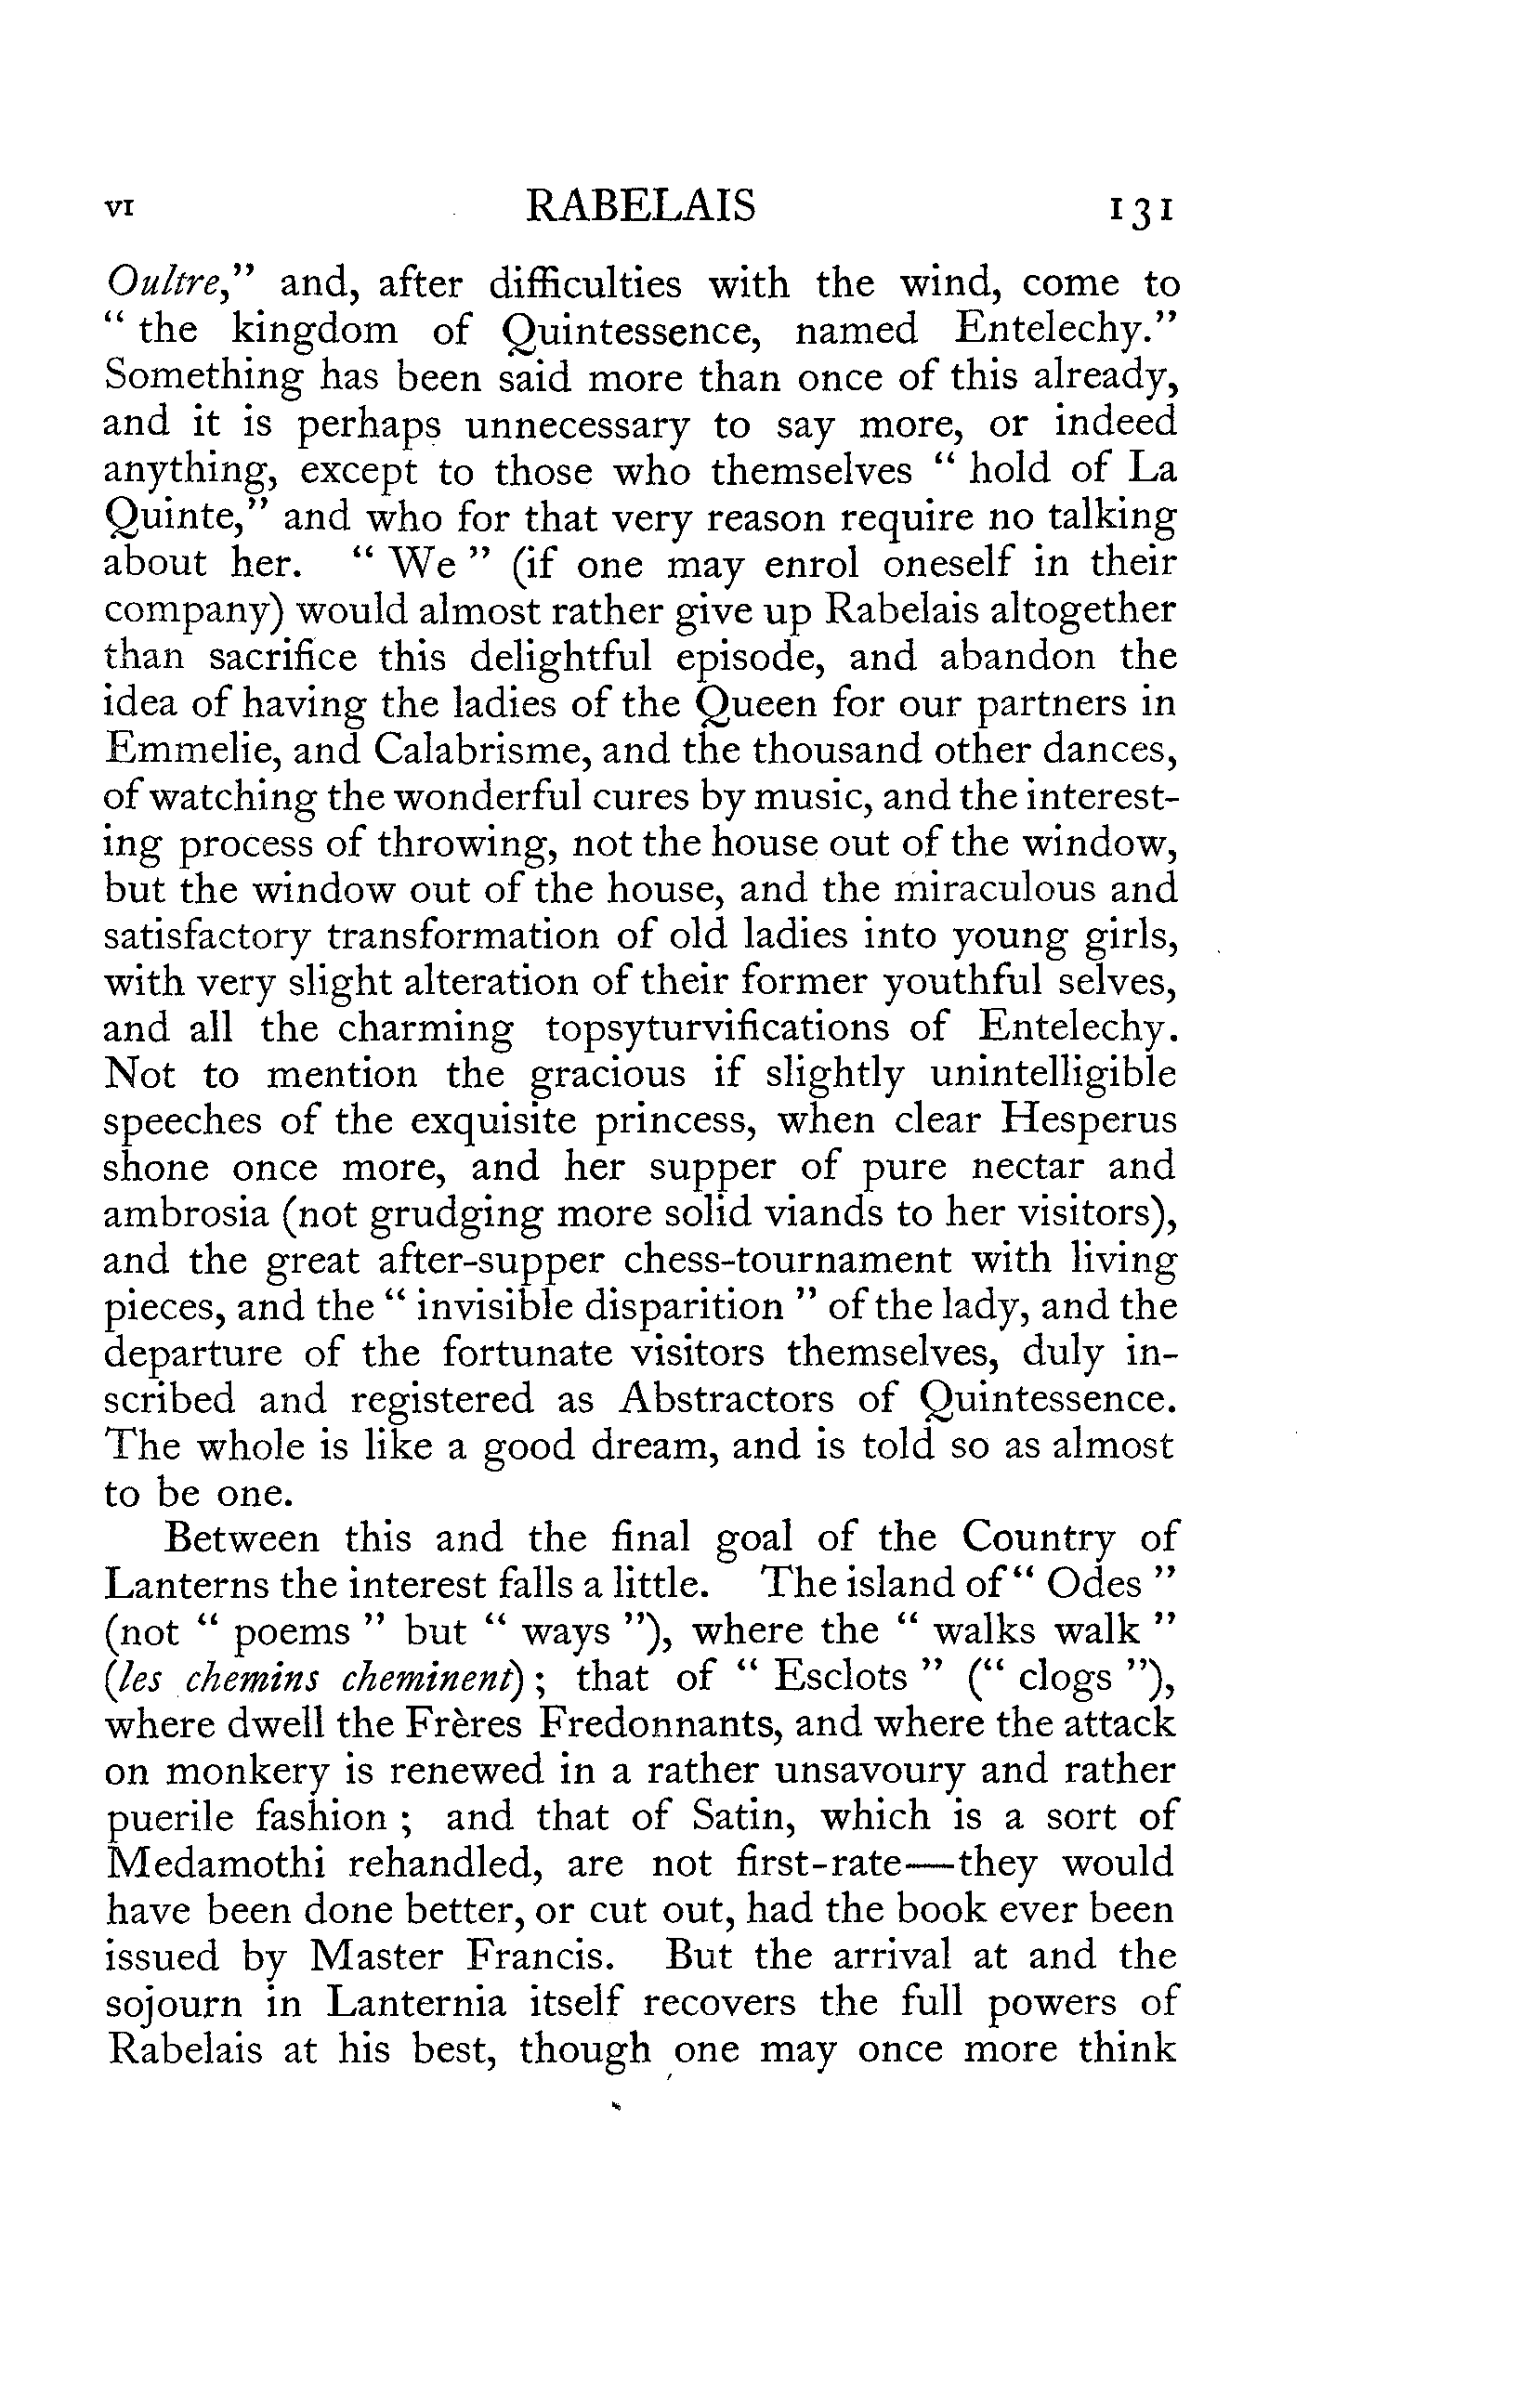 vi RABELAIS 131
Oultre,” and, after difficulties with the wind, come to
“ the kingdom of Quintessence, named Entelechy.”
Something has been said more than once of this already,
and it is perhaps unnecessary to say more, or indeed
anything, except to those who themselves “ hold of La
Quinte,” and who for that very reason require no talking
about her. “ We ” (if one may enrol oneself in their
company) would almost rather give up Rabelais altogether
than sacrifice this delightful episode, and abandon the
idea of having the ladies of the Queen for our partners in
Emmelie, and Calabrisme, and the thousand other dances,
of watching the wonderful cures by music, and the interest-
ing process of throwing, not the house out of the window,
but the window out of the house, and the miraculous and
satisfactory transformation of old ladies into young girls,
with very slight alteration of their former youthful selves,
and all the charming topsyturvifications of Entelechy.
Not to mention the gracious if slightly unintelligible
speeches of the exquisite princess, when clear Hesperus
shone once more, and her supper of pure nectar and
ambrosia (not grudging more solid viands to her visitors),
and the great after-supper chess-tournament with living
pieces, and the “ invisible disparition ” of the lady, and the
departure of the fortunate visitors themselves, duly in-
scribed and registered as Abstractors of Quintessence.
The whole is like a good dream, and is told so as almost
to be one.
Between this and the final goal of the Country of
Lanterns the interest falls a little. The island of “ Odes ”
(not “ poems ” but “ ways ”), where the “ walks walk ”
(les chemins cheminent) ; that of “ Esclots ” (“ clogs ”),
where dwell the Frères Fredonnants, and where the attack
on monkery is renewed in a rather unsavoury and rather
puerile fashion ; and that of Satin, which is a sort of
Medamothi rehandled, are not first-rate—they would
have been done better, or cut out, had the book ever been
issued by Master Francis. But the arrival at and the
sojourn in Lanternia itself recovers the full powers of
Rabelais at his best, though one may once more think